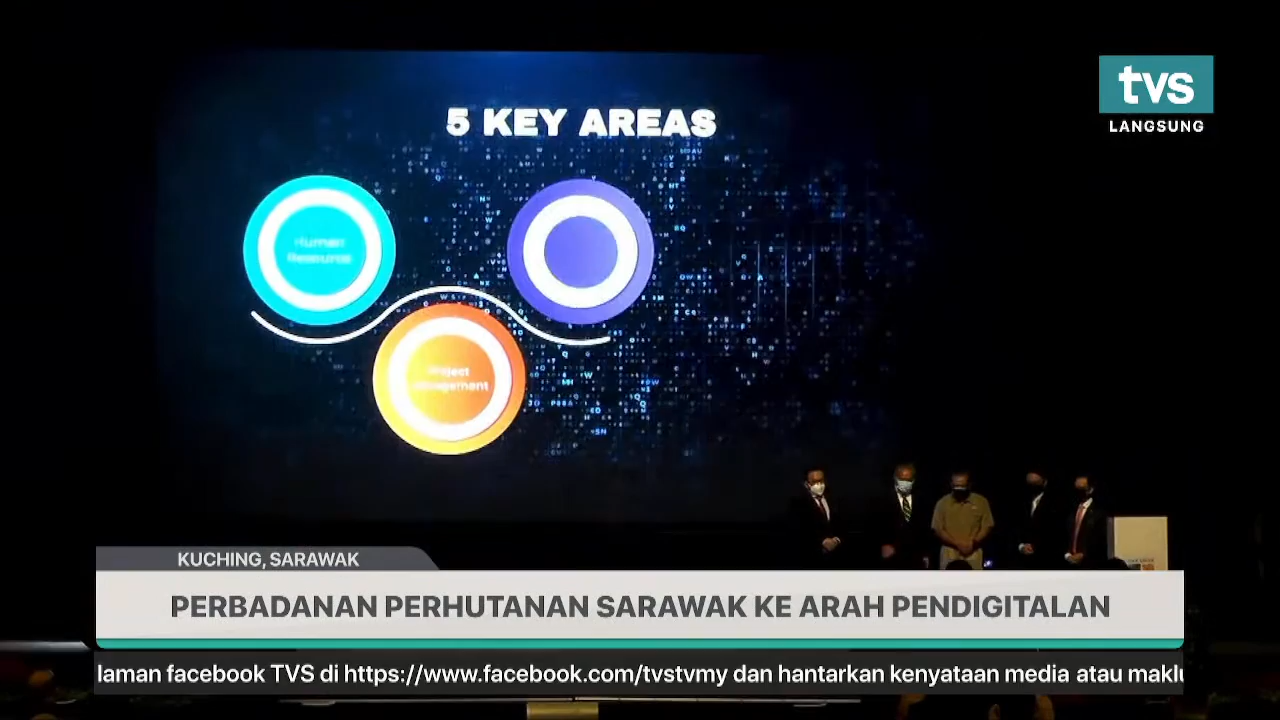 5 KEY AREAS
tvs
LANGSUNG
Human
Resource
Project
Management
KUCHING, SARAWAK
PERBADANAN PERHUTANAN SARAWAK KE ARAH PENDIGITALAN
laman facebook TVS di https://www.facebook.com/tvstvmy dan hantarkan kenyataan media atau maklu